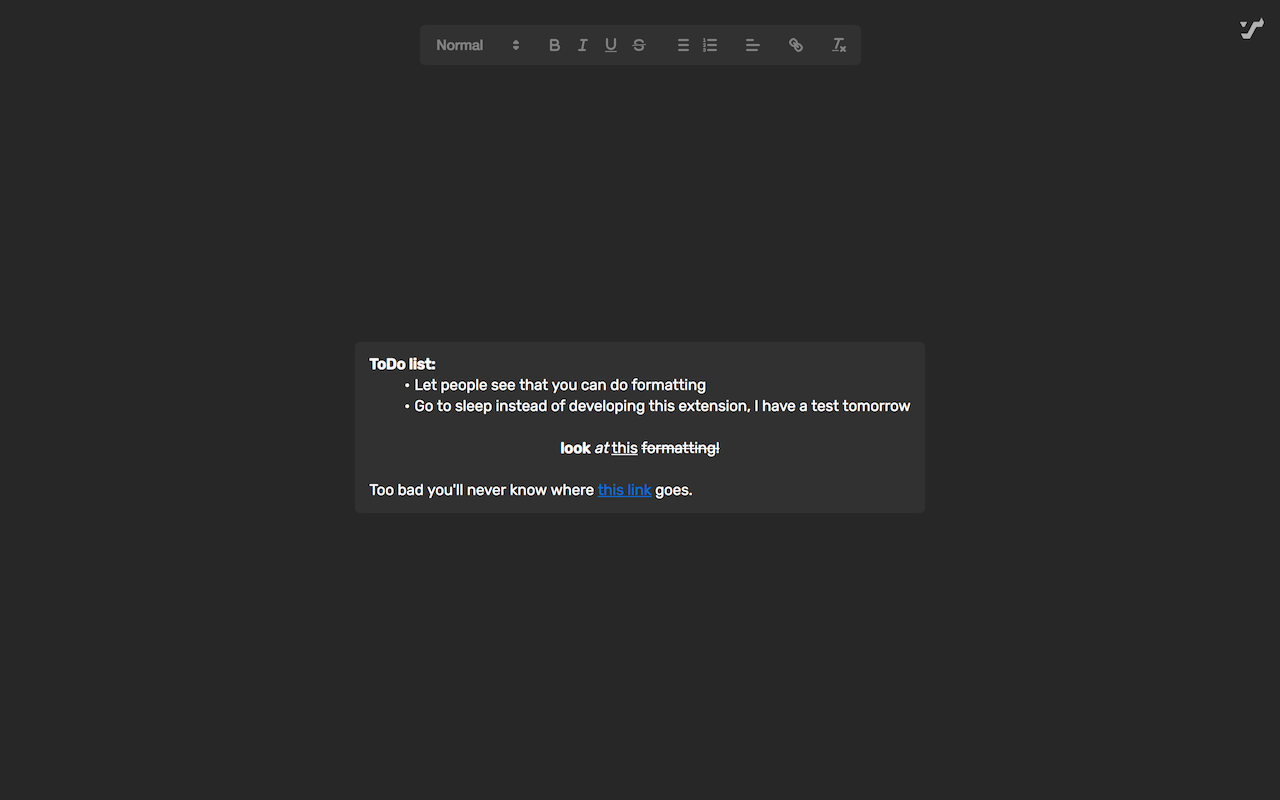 Normal
ToDo list:
• Let people see that you can do formatting
• Go to sleep instead of developing this extension, I have a test tomorrow
look at this formatting!
Too bad you'll never know where this link goes.